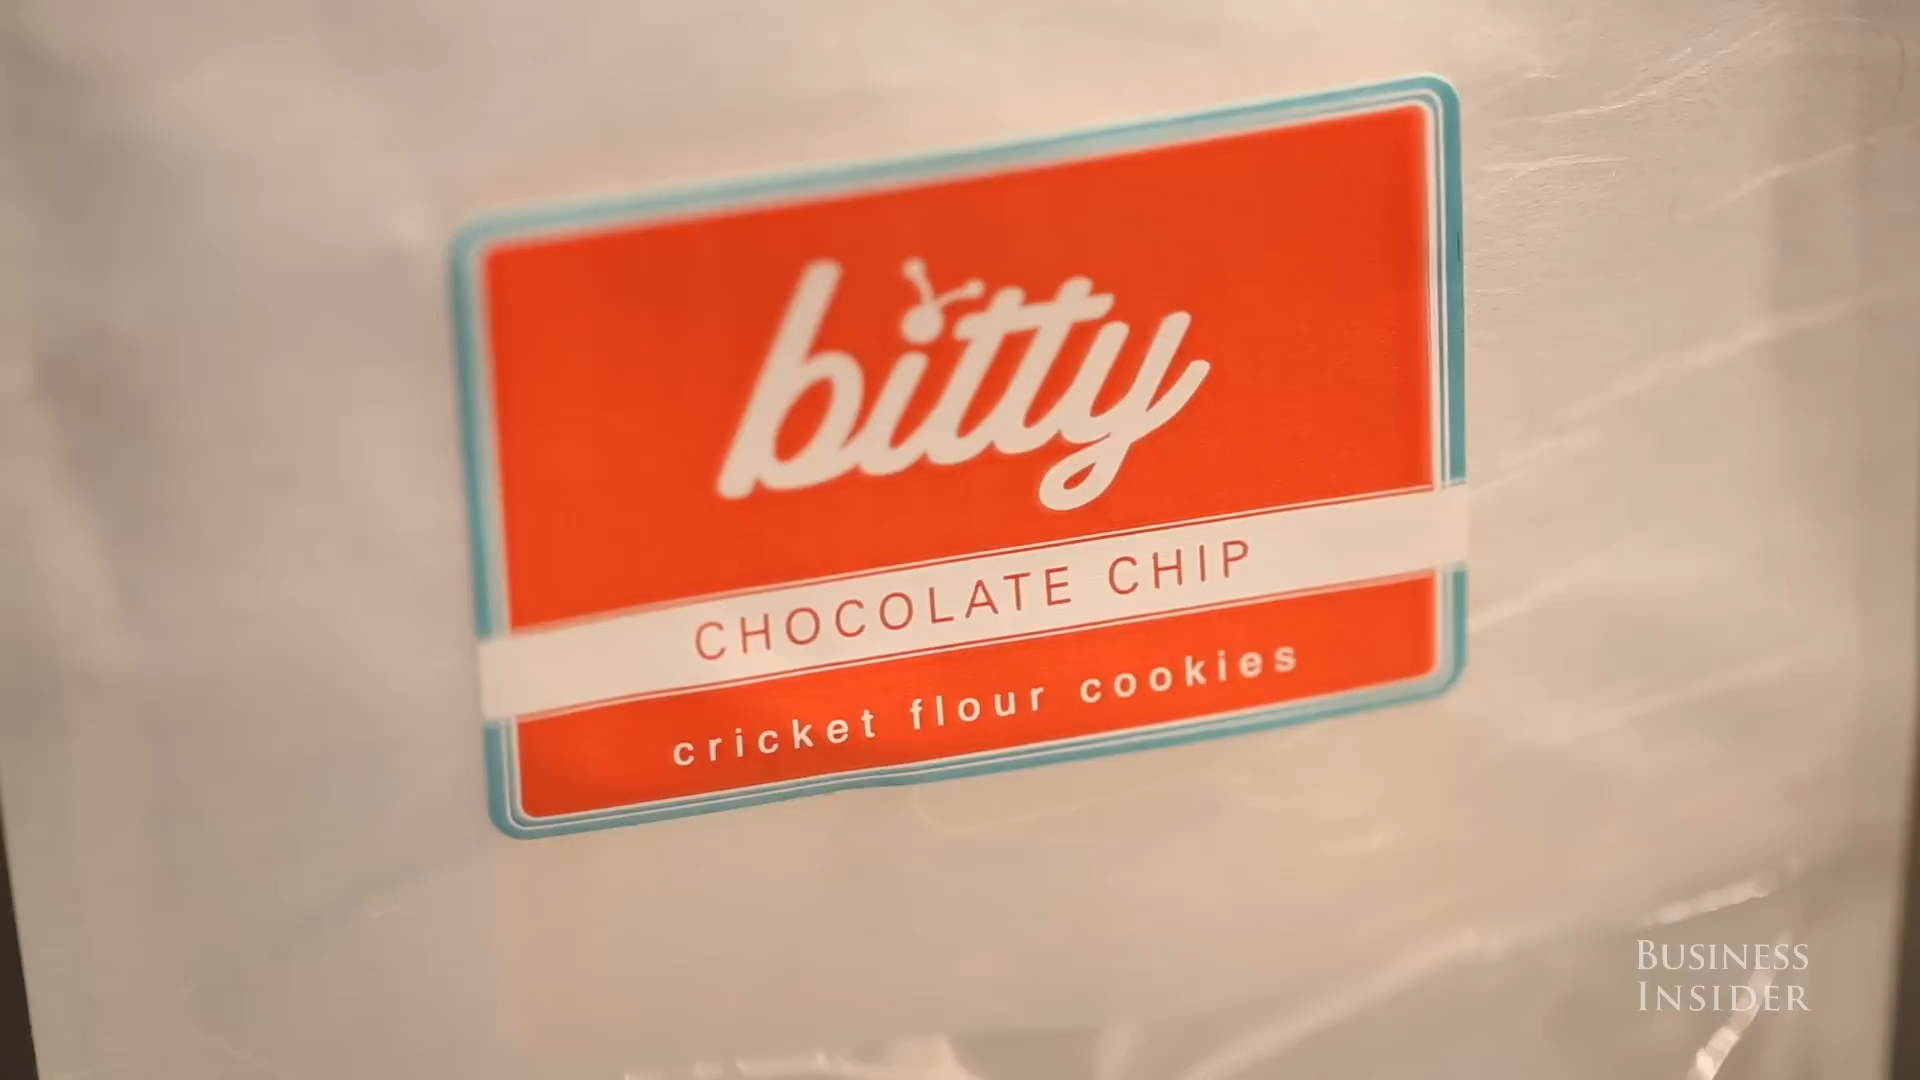 bitty
CHOCOLATE CHIP
cricket flour cookies
BUSINESS
INSIDER